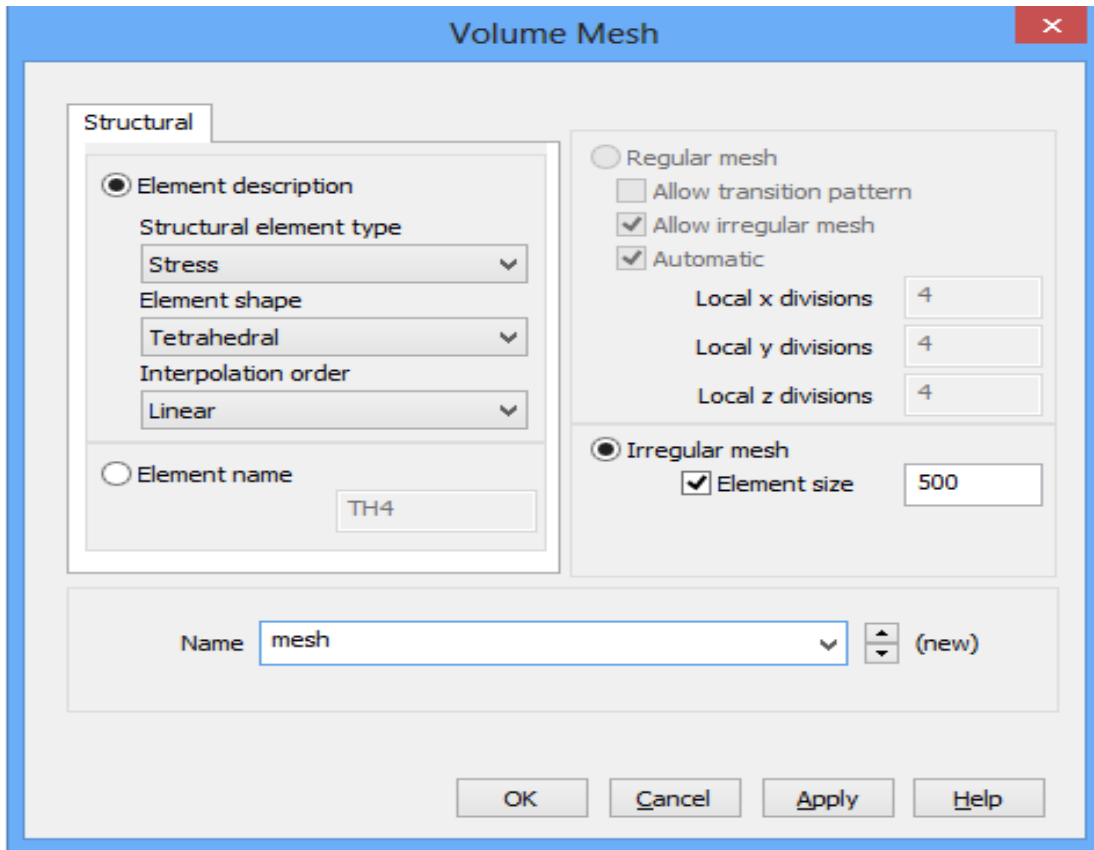 Volume Mesh
Structural
Element description
Structural element type
Stress
Element shape
Tetrahedral
Interpolation order
Linear
Element name
TH4
Regular mesh
Allow transition pattern
Allow irregular mesh
Automatic
Local x divisions 4
Local y divisions 4
Local z divisions 4
Irregular mesh
Element size 500
Name mesh (new)
OK Cancel Apply Help